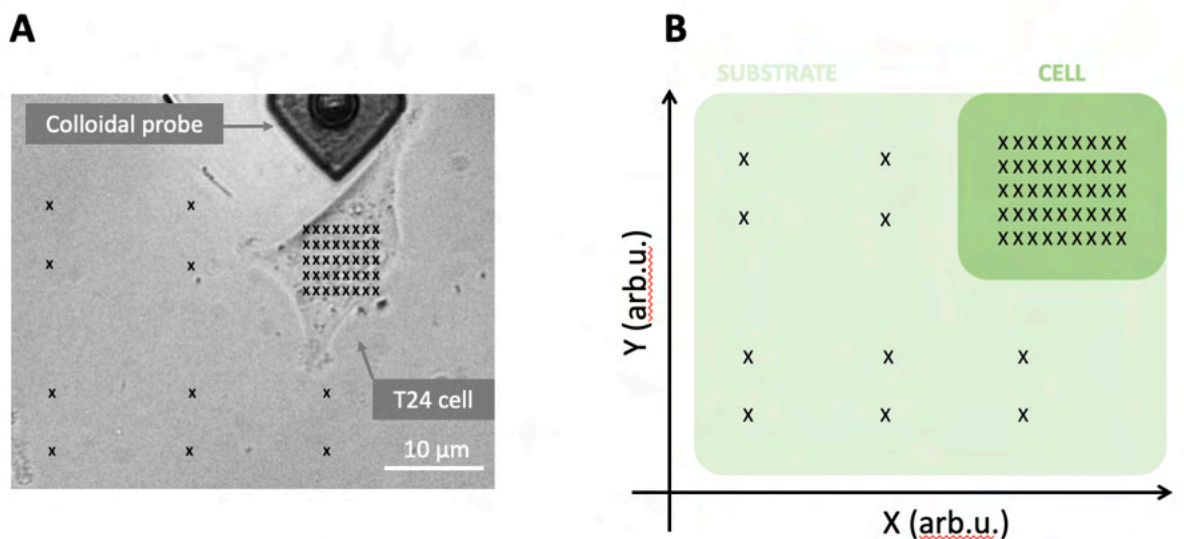 A
Colloidal probe
T24 cell
10 μm
B
SUBSTRATE
CELL
Y (arb.u.)
X (arb.u.)